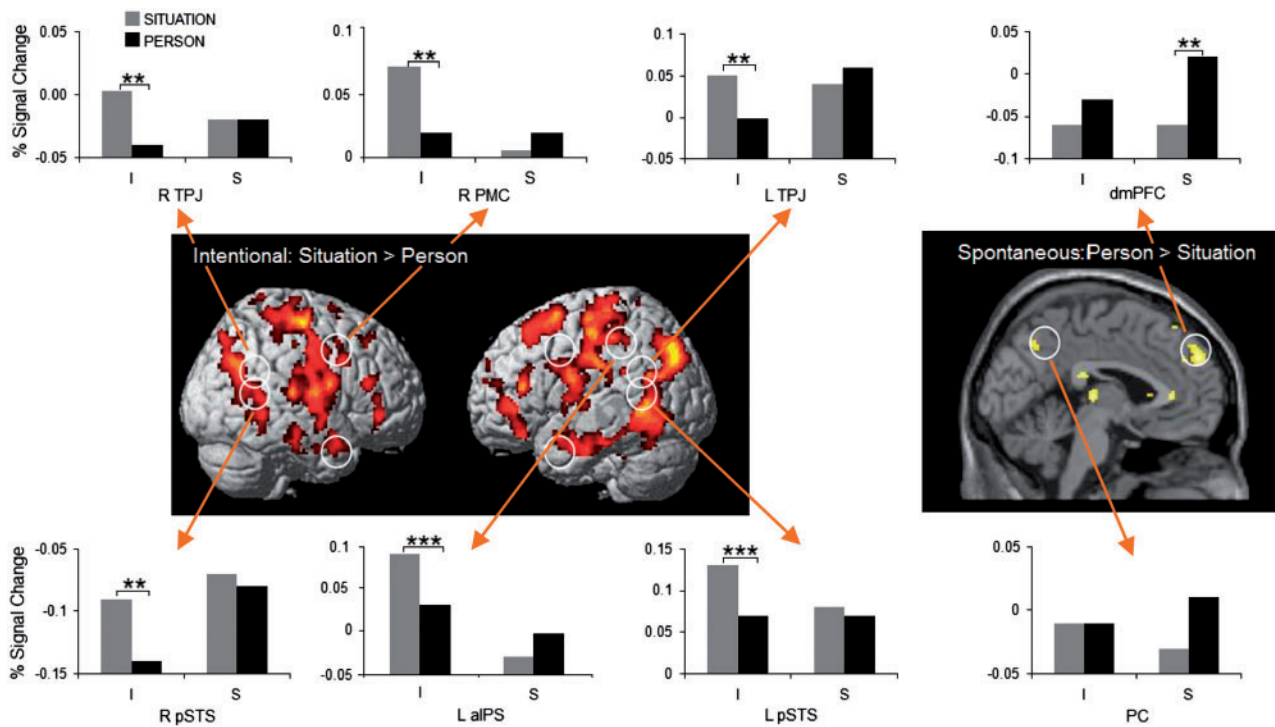 SITUATION
PERSON
% Signal Change
0.05
0.00
-0.05
**
I S
R TPJ
0.1
0.05
0
**
I S
R PMC
0.1
0.05
0
-0.05
**
I S
L TPJ
0.05
0
-0.05
-0.1
**
I S
dmPFC
Intentional: Situation > Person
Spontaneous:Person > Situation
% Signal Change
-0.05
-0.1
-0.15
**
I S
R pSTS
0.1
0.05
0
-0.05
***
I S
L aIPS
0.15
0.1
0.05
0
***
I S
L pSTS
0.05
0
-0.05
I S
PC